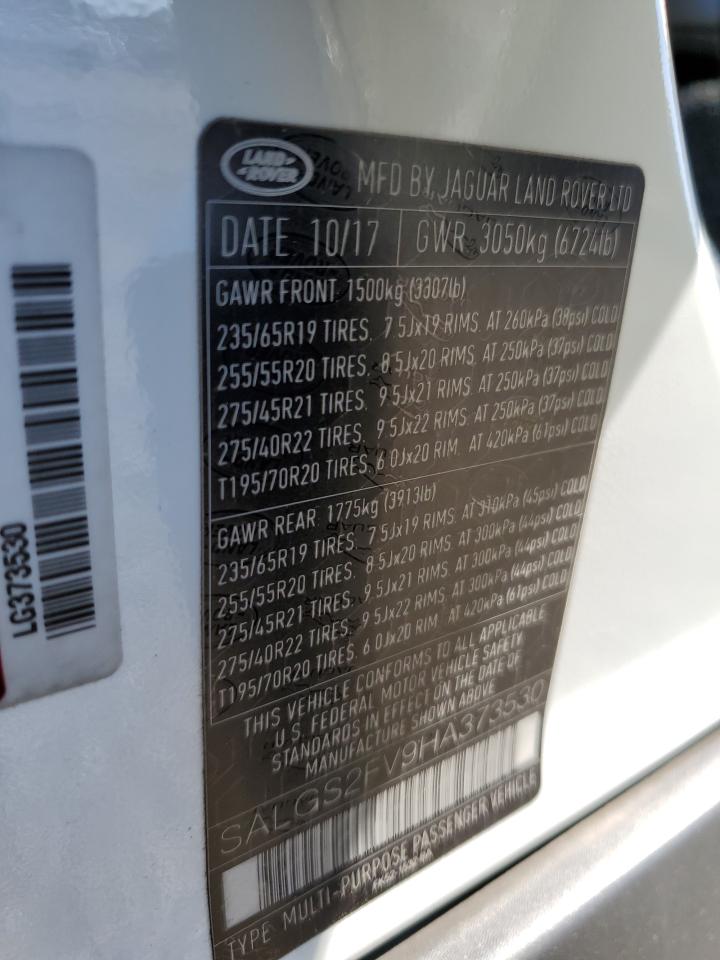 LAND ROVER
MFD BY JAGUAR LAND ROVER LTD
DATE 10/17 GWR 3050kg (6724lb)
GAWR FRONT 1500kg (3307lb)
235/65R19 TIRES. 7.5Jx19 RIMS. AT 260kPa (38psi) COLD
255/55R20 TIRES. 8.5Jx20 RIMS. AT 250kPa (37psi) COLD
275/45R21 TIRES. 9.5Jx21 RIMS. AT 250kPa (37psi) COLD
275/40R22 TIRES. 9.5Jx22 RIMS. AT 250kPa (37psi) COLD
T195/70R20 TIRES. 6.0Jx20 RIM. AT 420kPa (61psi) COLD
GAWR REAR 1775kg (3913lb)
235/65R19 TIRES. 7.5Jx19 RIMS. AT 310kPa (45psi) COLD
255/55R20 TIRES. 8.5Jx20 RIMS. AT 300kPa (44psi) COLD
275/45R21 TIRES. 9.5Jx21 RIMS. AT 300kPa (44psi) COLD
275/40R22 TIRES. 9.5Jx22 RIMS. AT 300kPa (44psi) COLD
T195/70R20 TIRES. 6.0Jx20 RIM. AT 420kPa (61psi) COLD
THIS VEHICLE CONFORMS TO ALL APPLICABLE
U.S. FEDERAL MOTOR VEHICLE SAFETY
STANDARDS IN EFFECT ON THE DATE OF
MANUFACTURE SHOWN ABOVE
SALGS2FV9HA373530
TYPE MULTI-PURPOSE PASSENGER VEHICLE
LG373530